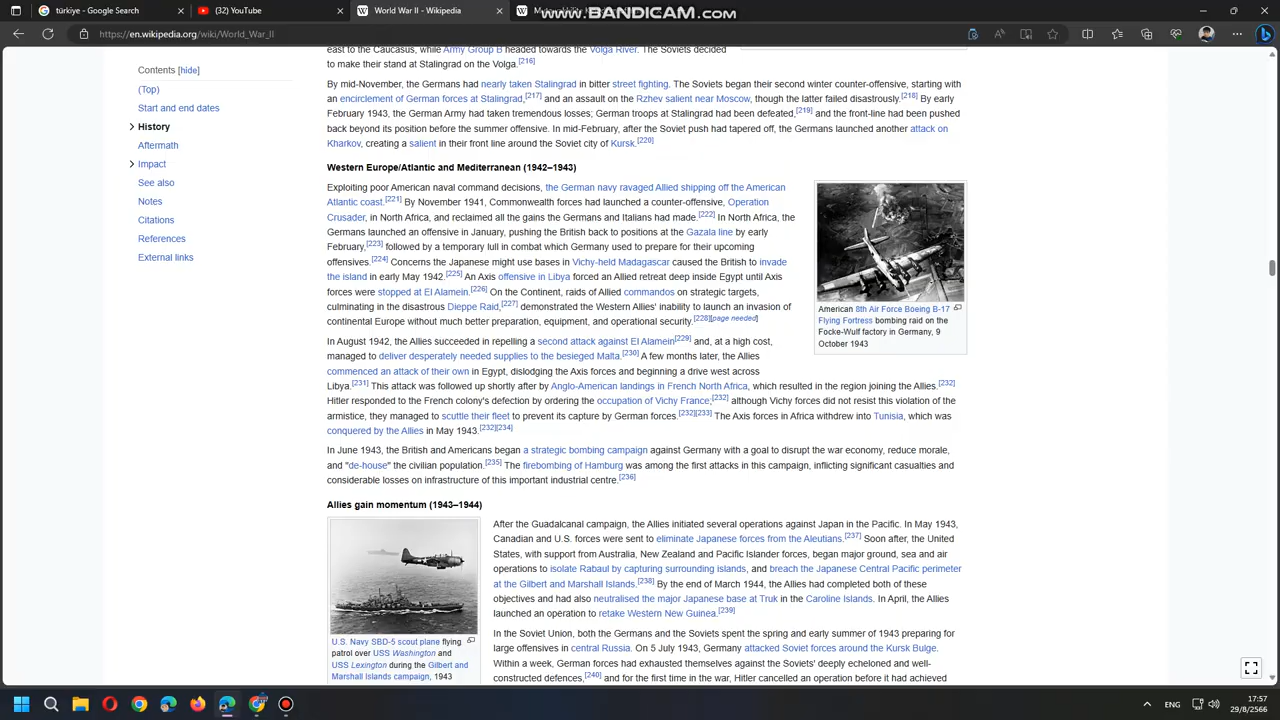 türkiye - Google Search
(32) YouTube
World War II - Wikipedia
www.BANDICAM.com
https://en.wikipedia.org/wiki/World_War_II
Contents [hide]
(Top)
Start and end dates
History
Aftermath
Impact
See also
Notes
Citations
References
External links
east to the Caucasus, while Army Group B headed towards the Volga River. The Soviets decided
to make their stand at Stalingrad on the Volga.[216]
By mid-November, the Germans had nearly taken Stalingrad in bitter street fighting. The Soviets began their second winter counter-offensive, starting with
an encirclement of German forces at Stalingrad,[217] and an assault on the Rzhev salient near Moscow, though the latter failed disastrously.[218] By early
February 1943, the German Army had taken tremendous losses; German troops at Stalingrad had been defeated,[219] and the front-line had been pushed
back beyond its position before the summer offensive. In mid-February, after the Soviet push had tapered off, the Germans launched another attack on
Kharkov, creating a salient in their front line around the Soviet city of Kursk.[220]
Western Europe/Atlantic and Mediterranean (1942–1943)
Exploiting poor American naval command decisions, the German navy ravaged Allied shipping off the American
Atlantic coast.[221] By November 1941, Commonwealth forces had launched a counter-offensive, Operation
Crusader, in North Africa, and reclaimed all the gains the Germans and Italians had made.[222] In North Africa, the
Germans launched an offensive in January, pushing the British back to positions at the Gazala line by early
February,[223] followed by a temporary lull in combat which Germany used to prepare for their upcoming
offensives.[224] Concerns the Japanese might use bases in Vichy-held Madagascar caused the British to invade
the island in early May 1942.[225] An Axis offensive in Libya forced an Allied retreat deep inside Egypt until Axis
forces were stopped at El Alamein.[226] On the Continent, raids of Allied commandos on strategic targets,
culminating in the disastrous Dieppe Raid,[227] demonstrated the Western Allies' inability to launch an invasion of
continental Europe without much better preparation, equipment, and operational security.[228][page needed]
American 8th Air Force Boeing B-17
Flying Fortress bombing raid on the
Focke-Wulf factory in Germany, 9
October 1943
In August 1942, the Allies succeeded in repelling a second attack against El Alamein[229] and, at a high cost,
managed to deliver desperately needed supplies to the besieged Malta.[230] A few months later, the Allies
commenced an attack of their own in Egypt, dislodging the Axis forces and beginning a drive west across
Libya.[231] This attack was followed up shortly after by Anglo-American landings in French North Africa, which resulted in the region joining the Allies.[232]
Hitler responded to the French colony's defection by ordering the occupation of Vichy France;[232] although Vichy forces did not resist this violation of the
armistice, they managed to scuttle their fleet to prevent its capture by German forces.[232][233] The Axis forces in Africa withdrew into Tunisia, which was
conquered by the Allies in May 1943.[232][234]
In June 1943, the British and Americans began a strategic bombing campaign against Germany with a goal to disrupt the war economy, reduce morale,
and "de-house" the civilian population.[235] The firebombing of Hamburg was among the first attacks in this campaign, inflicting significant casualties and
considerable losses on infrastructure of this important industrial centre.[236]
Allies gain momentum (1943–1944)
U.S. Navy SBD-5 scout plane flying
patrol over USS Washington and
USS Lexington during the Gilbert and
Marshall Islands campaign, 1943
After the Guadalcanal campaign, the Allies initiated several operations against Japan in the Pacific. In May 1943,
Canadian and U.S. forces were sent to eliminate Japanese forces from the Aleutians.[237] Soon after, the United
States, with support from Australia, New Zealand and Pacific Islander forces, began major ground, sea and air
operations to isolate Rabaul by capturing surrounding islands, and breach the Japanese Central Pacific perimeter
at the Gilbert and Marshall Islands.[238] By the end of March 1944, the Allies had completed both of these
objectives and had also neutralised the major Japanese base at Truk in the Caroline Islands. In April, the Allies
launched an operation to retake Western New Guinea.[239]
In the Soviet Union, both the Germans and the Soviets spent the spring and early summer of 1943 preparing for
large offensives in central Russia. On 5 July 1943, Germany attacked Soviet forces around the Kursk Bulge.
Within a week, German forces had exhausted themselves against the Soviets' deeply echeloned and well-
constructed defences,[240] and for the first time in the war, Hitler cancelled an operation before it had achieved
ENG
17:57
29/8/2566